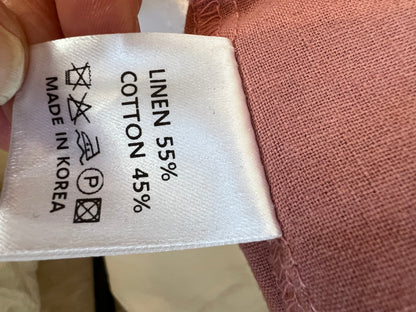 LINEN 55%
COTTON 45%
P
MADE IN KOREA